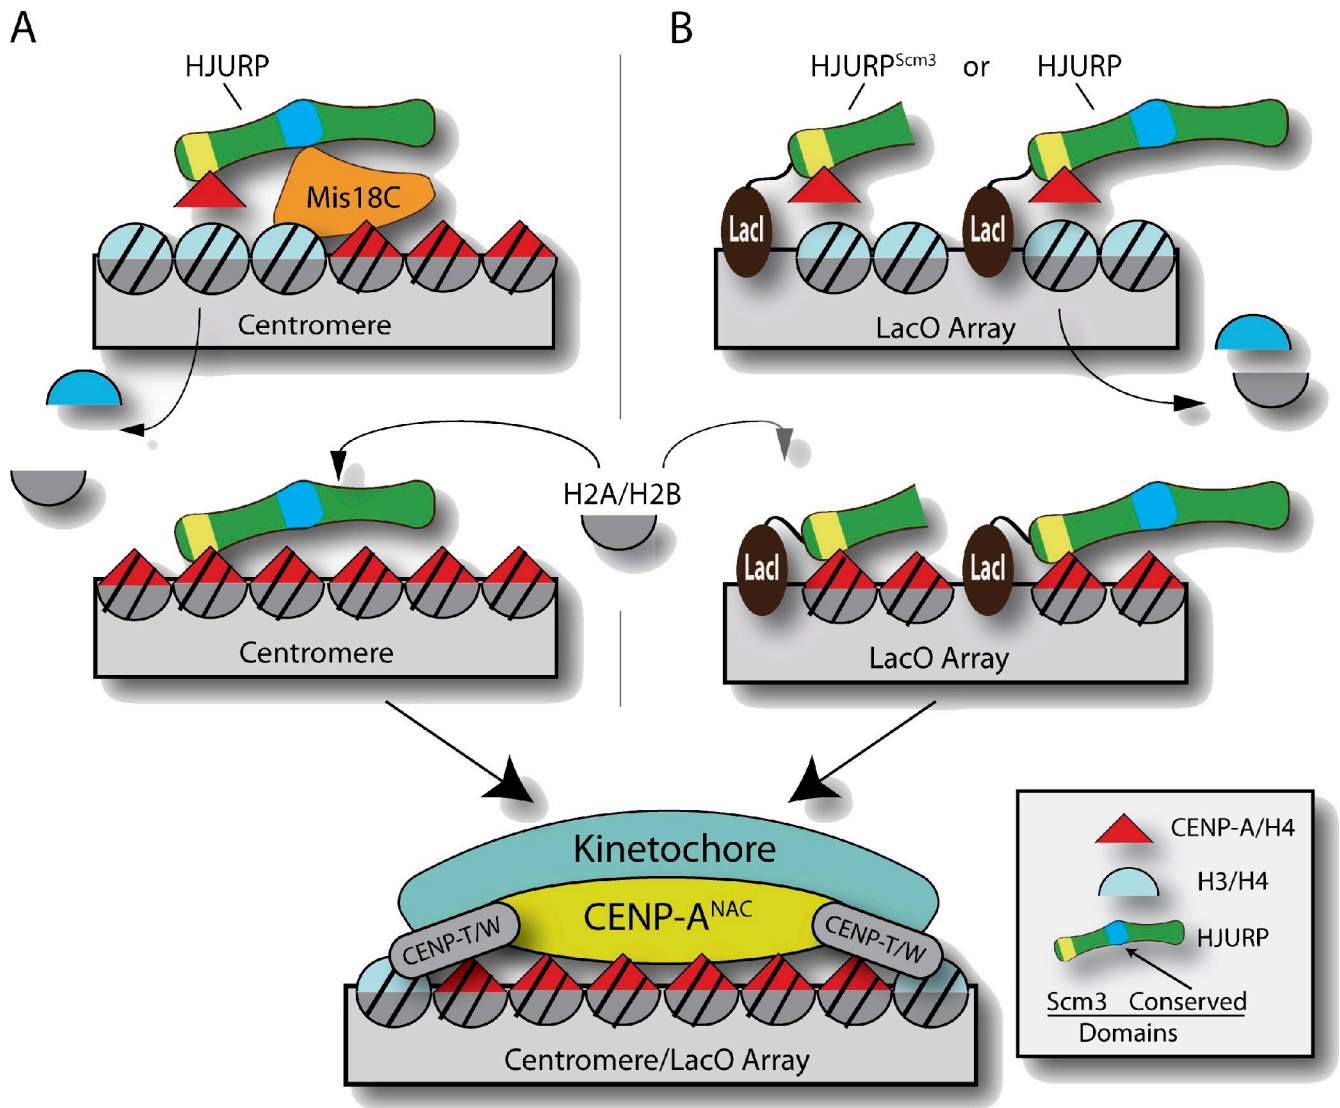 A
B
HJURP
HJURP^Scm3 or HJURP
Mis18C
LacI
LacI
Centromere
LacO Array
H2A/H2B
LacI
LacI
Centromere
LacO Array
Kinetochore
CENP-A^NAC
CENP-T/W
CENP-T/W
Centromere/LacO Array
CENP-A/H4
H3/H4
HJURP
Scm3 Conserved
Domains